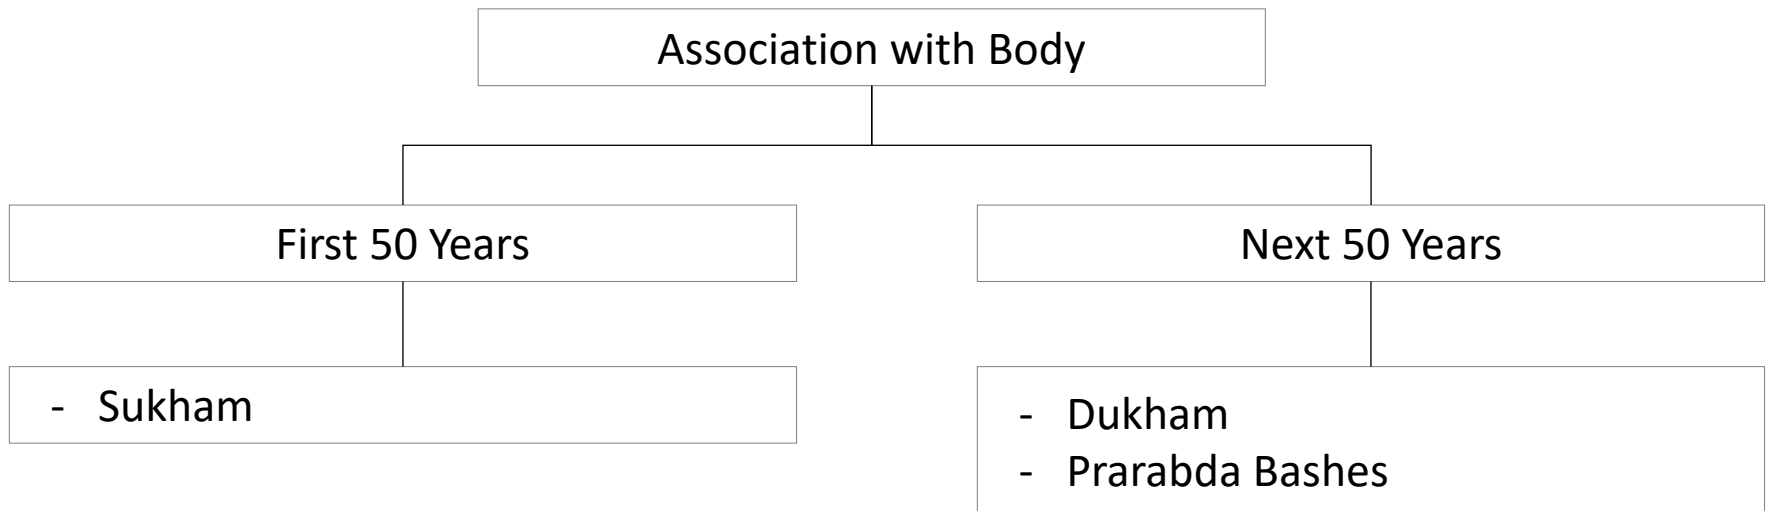 Association with Body
First 50 Years
Next 50 Years
- Sukham
- Dukham
- Prarabda Bashes